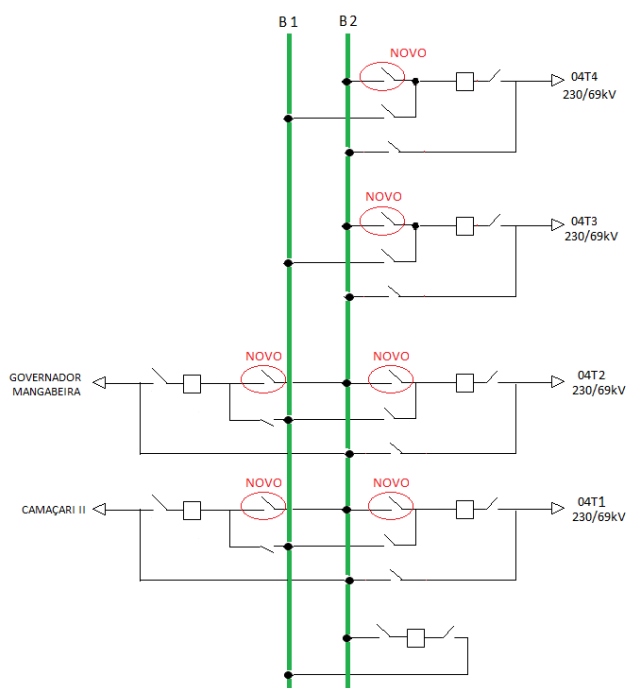 B 1
B 2
NOVO
04T4
230/69kV
NOVO
04T3
230/69kV
NOVO
NOVO
GOVERNADOR
MANGABEIRA
04T2
230/69kV
NOVO
NOVO
CAMAÇARI II
04T1
230/69kV